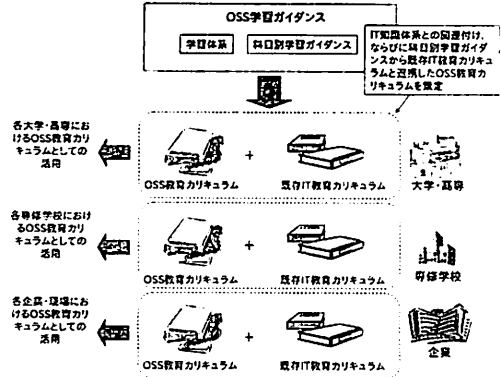 OSS学習ガイダンス
学習体系
科目別学習ガイダンス
IT知識体系との関連付け、
ならびに科目別学習ガイダ
ンスから既存IT教育カリキュ
ラムと連携したOSS教育カ
リキュラムを策定
各大学・高専にお
けるOSS教育カリ
キュラムとしての
活用
OSS教育カリキュラム
+
既存IT教育カリキュラム
大学・高専
各専修学校におけ
るOSS教育カリ
キュラムとしての
活用
OSS教育カリキュラム
+
既存IT教育カリキュラム
専修学校
各企業・現場にお
けるOSS教育カリ
キュラムとしての
活用
OSS教育カリキュラム
+
既存IT教育カリキュラム
企業